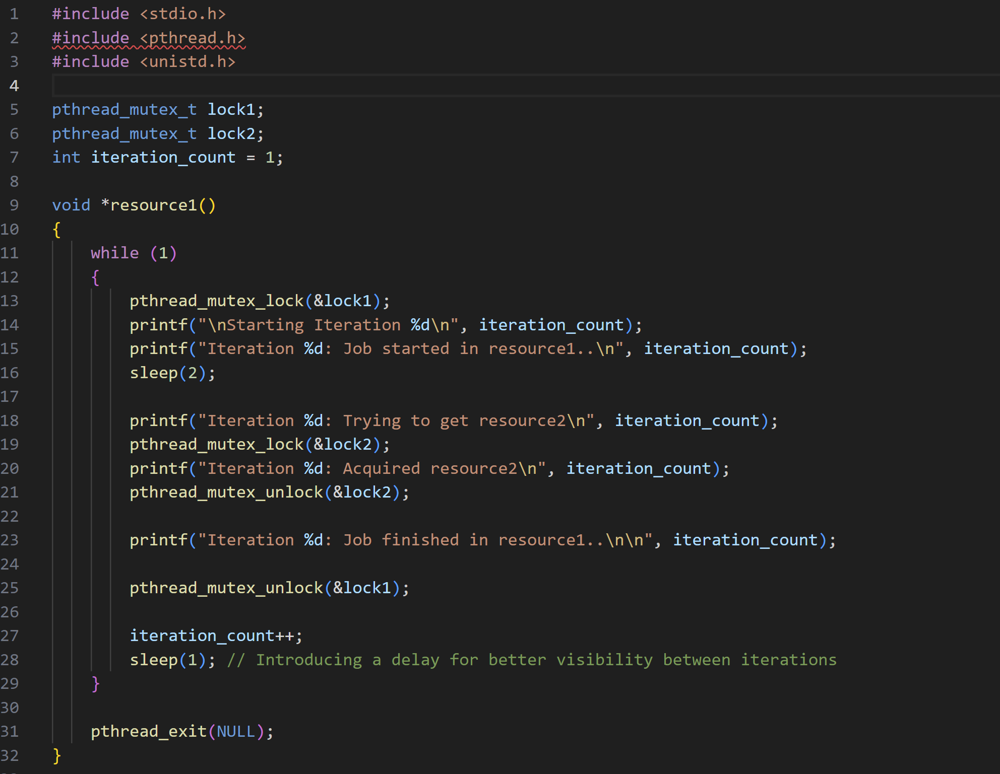 1 #include <stdio.h>
2 #include <pthread.h>
3 #include <unistd.h>
4
5 pthread_mutex_t lock1;
6 pthread_mutex_t lock2;
7 int iteration_count = 1;
8
9 void *resource1()
10 {
11     while (1)
12     {
13         pthread_mutex_lock(&lock1);
14         printf("\nStarting Iteration %d\n", iteration_count);
15         printf("Iteration %d: Job started in resource1..\n", iteration_count);
16         sleep(2);
17
18         printf("Iteration %d: Trying to get resource2\n", iteration_count);
19         pthread_mutex_lock(&lock2);
20         printf("Iteration %d: Acquired resource2\n", iteration_count);
21         pthread_mutex_unlock(&lock2);
22
23         printf("Iteration %d: Job finished in resource1..\n\n", iteration_count);
24
25         pthread_mutex_unlock(&lock1);
26
27         iteration_count++;
28         sleep(1); // Introducing a delay for better visibility between iterations
29     }
30
31     pthread_exit(NULL);
32 }